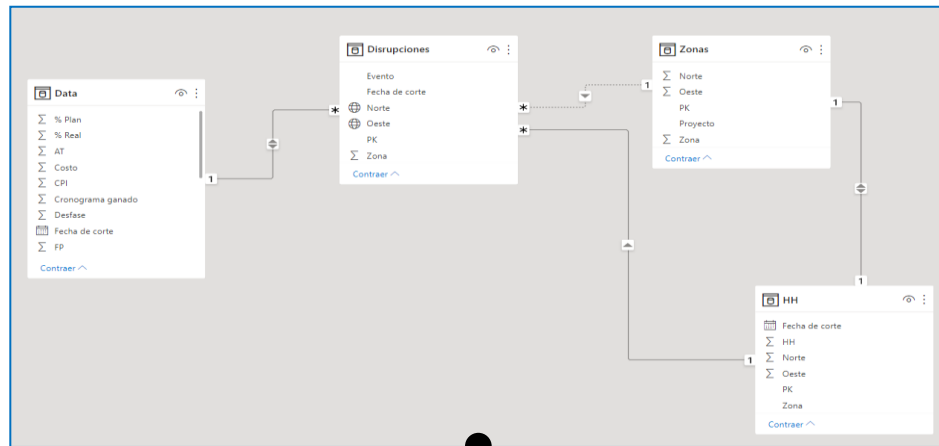 Data
% Plan
% Real
AT
Costo
CPI
Cronograma ganado
Desfase
Fecha de corte
FP
Contraer
1
*
Disrupciones
Evento
Fecha de corte
Norte
Oeste
PK
Zona
Contraer
*
*
1
Zonas
Norte
Oeste
PK
Proyecto
Zona
Contraer
1
1
1
HH
Fecha de corte
HH
Norte
Oeste
PK
Zona
Contraer